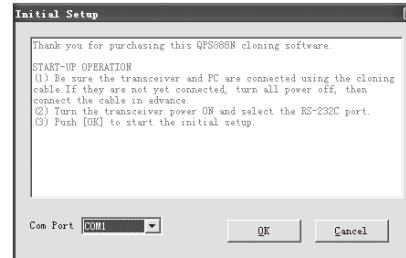 Initial Setup
Thank you for purchasing this QPS888N cloning software.
START-UP OPERATION
(1) Be sure the transceiver and PC are connected using the cloning
cable.If they are not yet connected, turn all power off, then
connect the cable in advance.
(2) Turn the transceiver power ON and select the RS-232C port.
(3) Push [OK] to start the initial setup.
Com Port COM1 OK Cancel